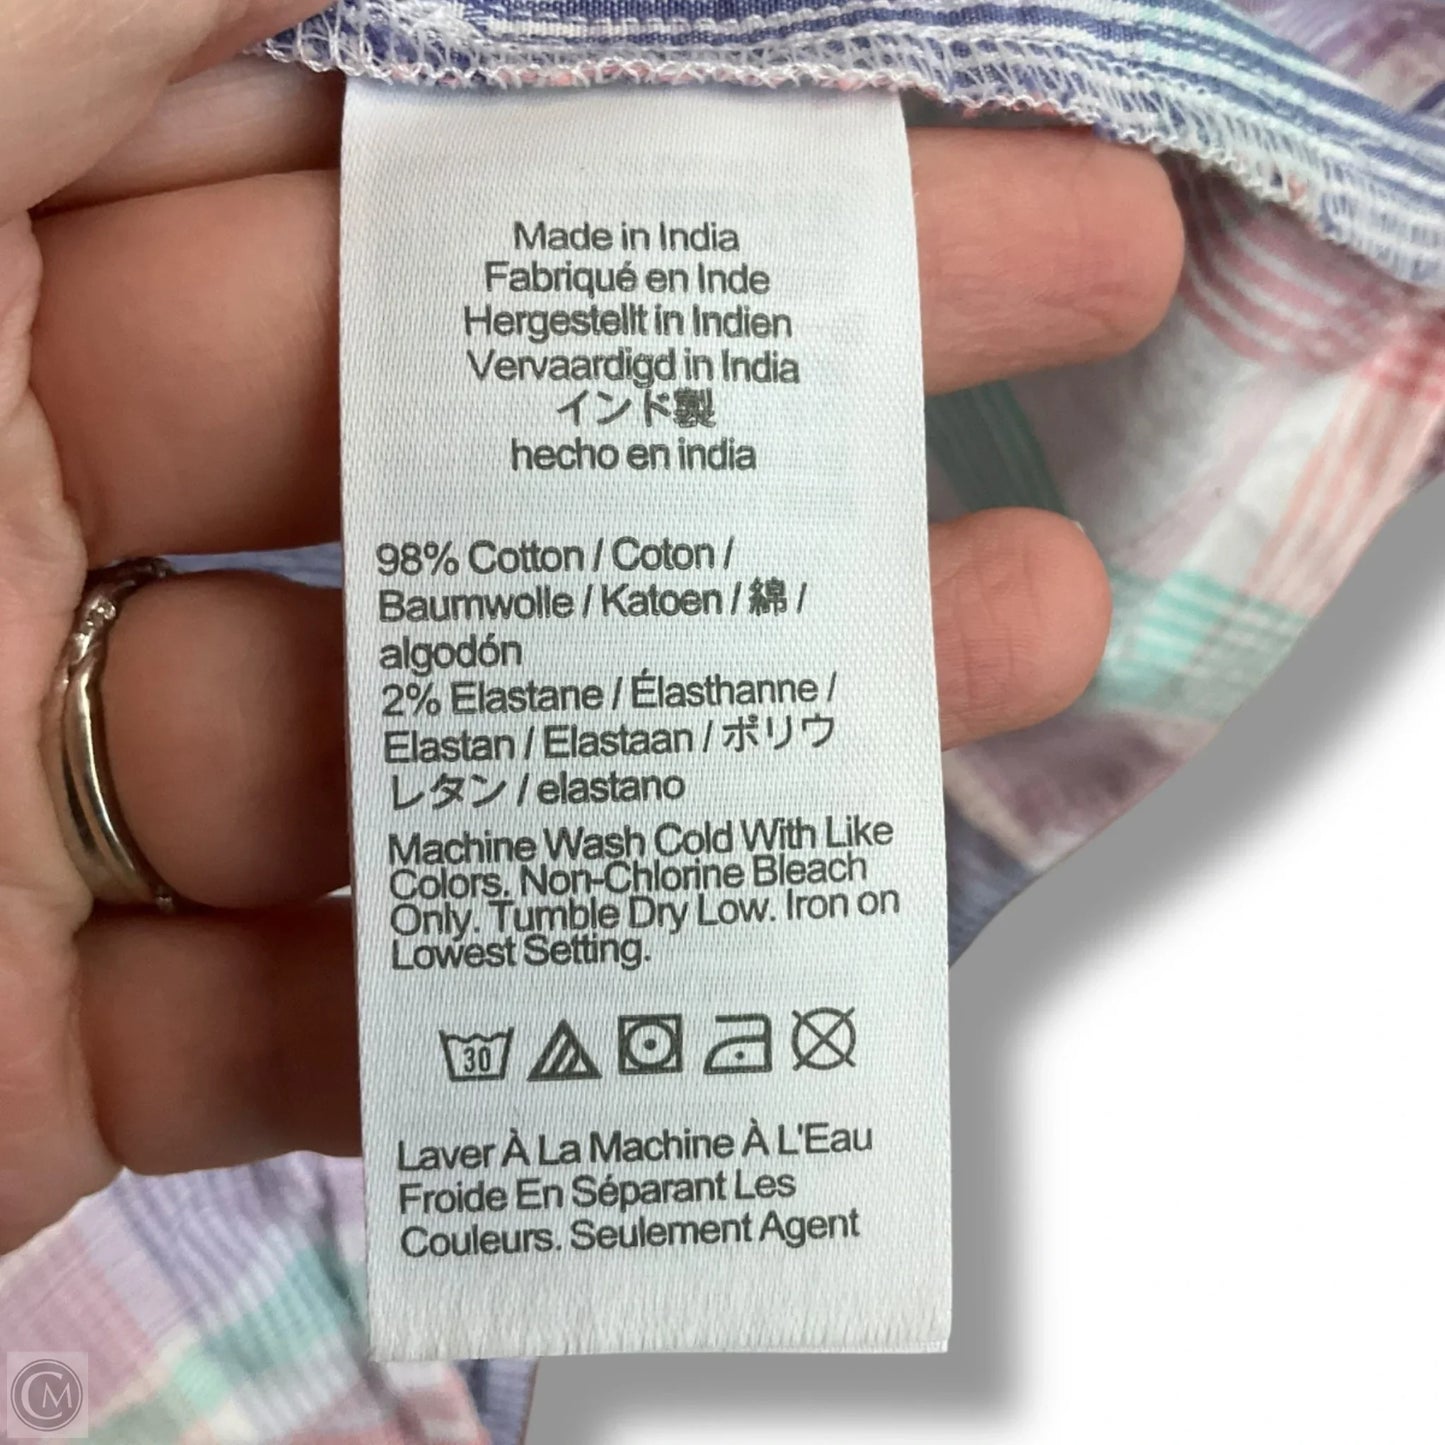 Made in India
Fabriqué en Inde
Hergestellt in Indien
Vervaardigd in India
インド製
hecho en india
98% Cotton / Coton /
Baumwolle / Katoen / 綿 /
algodón
2% Elastane / Élasthanne /
Elastan / Elastaan / ポリウ
レタン / elastano
Machine Wash Cold With Like
Colors. Non-Chlorine Bleach
Only. Tumble Dry Low. Iron on
Lowest Setting.
30
Laver À La Machine À L'Eau
Froide En Séparant Les
Couleurs. Seulement Agent
CM